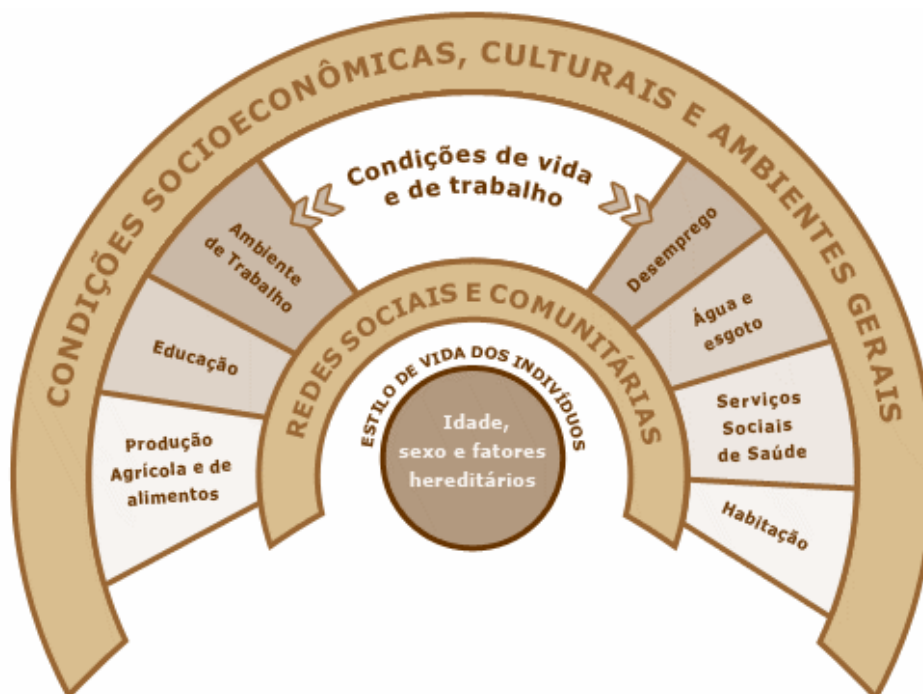 CONDIÇÕES SOCIOECONÔMICAS, CULTURAIS E AMBIENTES GERAIS
Condições de vida
e de trabalho
Ambiente
de Trabalho
Educação
Produção
Agrícola e de
alimentos
Desemprego
Água e
esgoto
Serviços
Sociais
de Saúde
Habitação
REDES SOCIAIS E COMUNITÁRIAS
ESTILO DE VIDA DOS INDIVÍDUOS
Idade,
sexo e fatores
hereditários